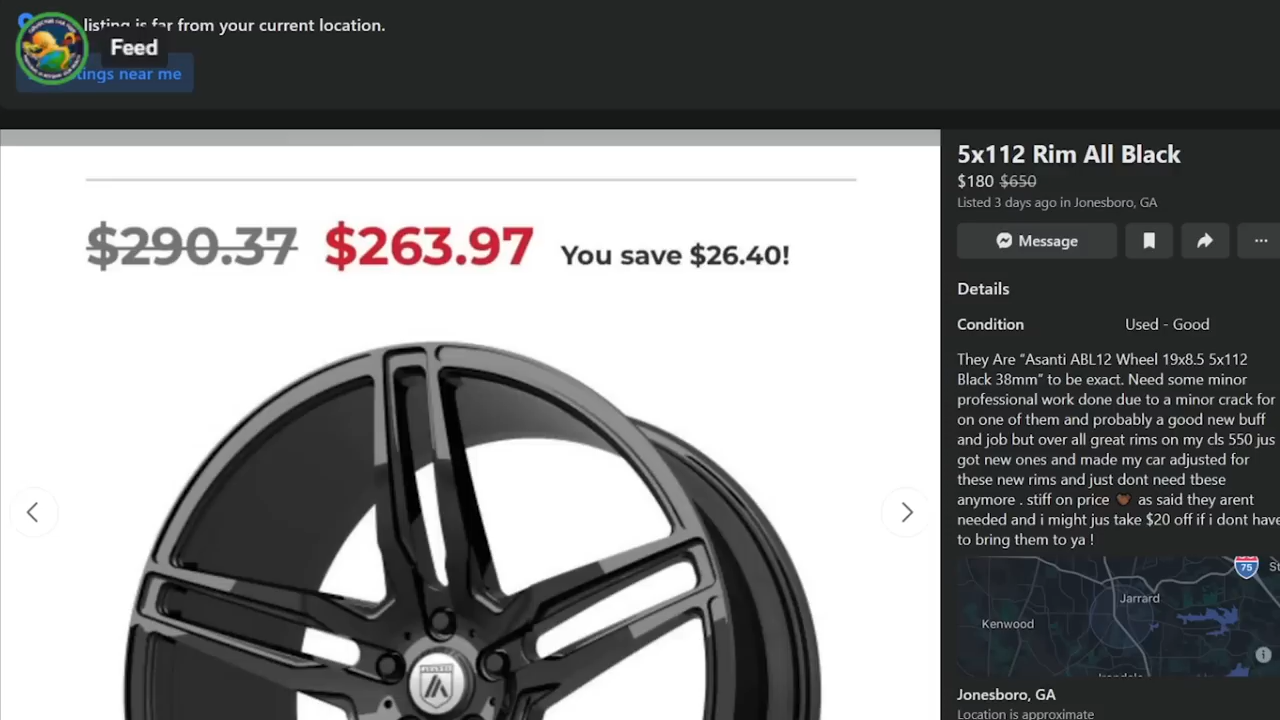 listing is far from your current location.
Feed
tings near me
$290.37 $263.97 You save $26.40!
5x112 Rim All Black
$180 $650
Listed 3 days ago in Jonesboro, GA
Message
Details
Condition Used - Good
They Are “Asanti ABL12 Wheel 19x8.5 5x112
Black 38mm” to be exact. Need some minor
professional work done due to a minor crack for
on one of them and probably a good new buff
and job but over all great rims on my cls 550 jus
got new ones and made my car adjusted for
these new rims and just dont need tbese
anymore . stiff on price 🤎 as said they arent
needed and i might jus take $20 off if i dont have
to bring them to ya !
75
Jarrard
Kenwood
Jonesboro, GA
Location is approximate